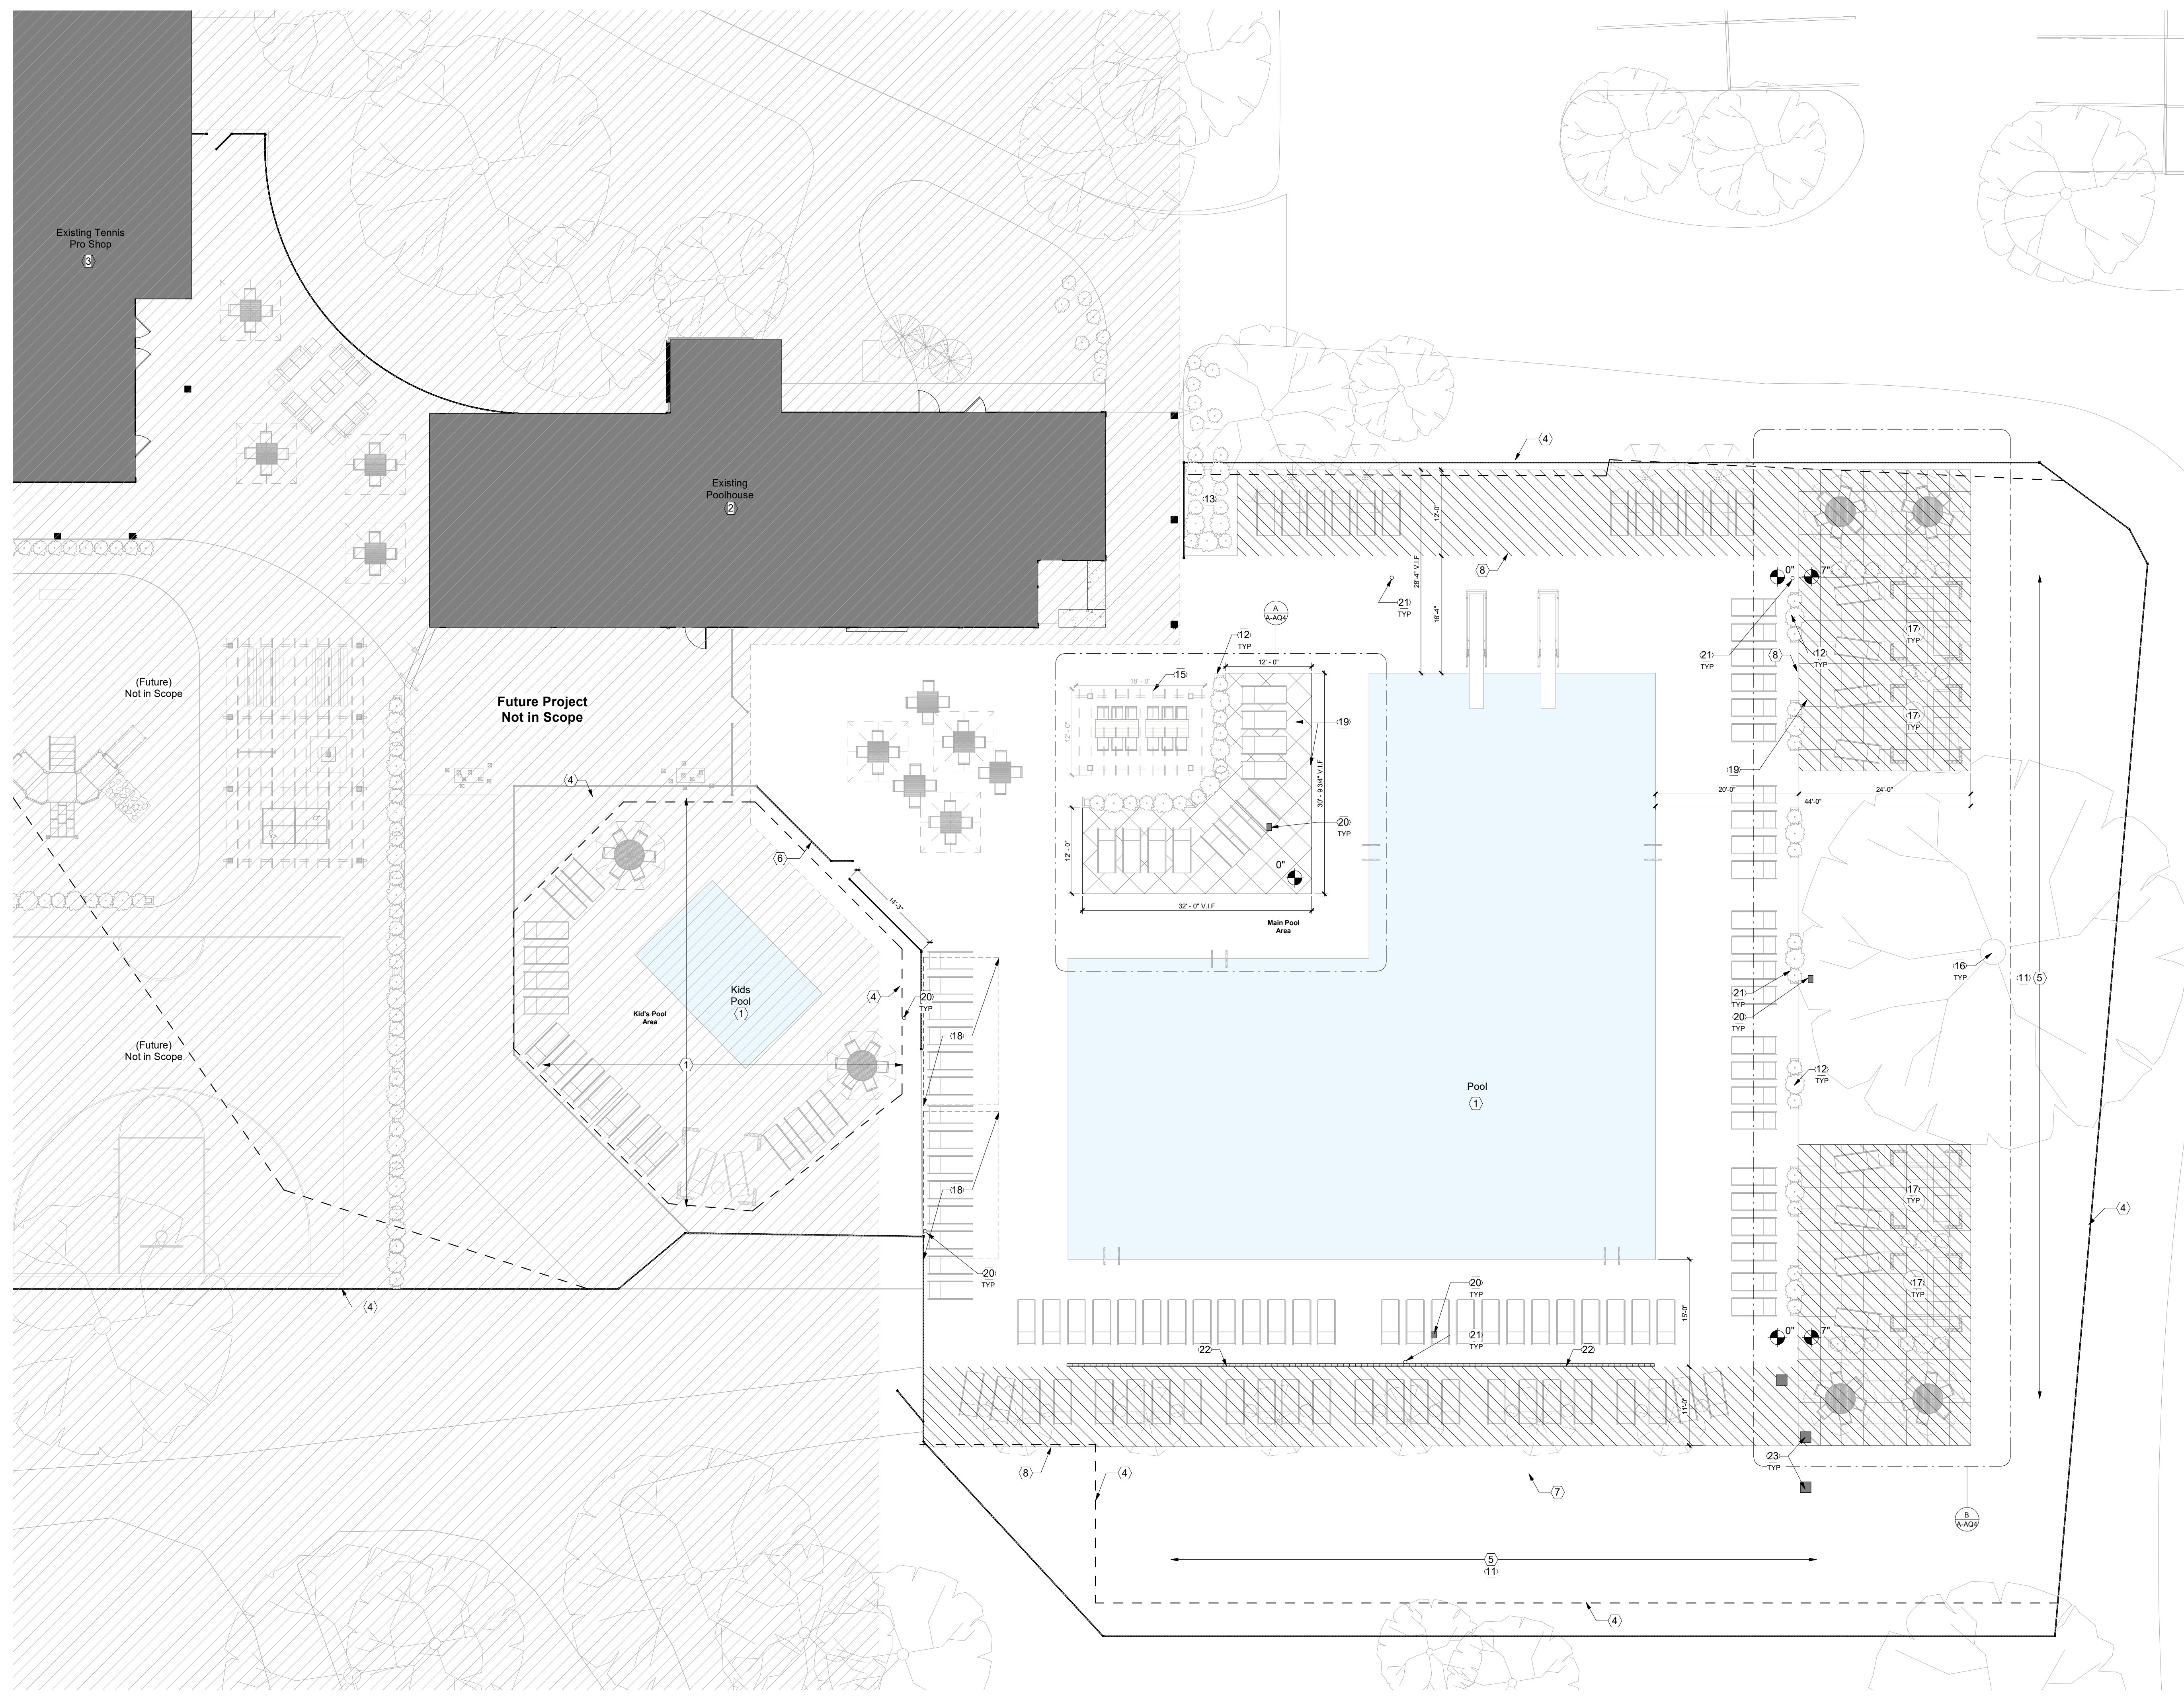 Existing Tennis
Pro Shop
3
4
Existing
Poolhouse
2
13
12'-0"
28'-4" V.I.F
16'-4"
8
0"
7"
21
TYP
A
A-AQ4
12
TYP
12' - 0"
15
18' - 0"
12' - 0"
19
30' - 9 3/4" V.I.F
20
TYP
12' - 0"
0"
32' - 0" V.I.F
Main Pool
Area
17
TYP
21
TYP
8
12
TYP
17
TYP
19
20'-0"
24'-0"
44'-0"
(Future)
Not in Scope
Future Project
Not in Scope
4
6
14'-3"
16
TYP
11
5
21
TYP
20
TYP
4
20
TYP
Kids
Pool
1
Kid's Pool
Area
1
18
(Future)
Not in Scope
12
TYP
Pool
1
18
17
TYP
4
20
TYP
20
TYP
17
TYP
4
15'-0"
21
TYP
22
22
0"
7"
11'-0"
8
4
23
TYP
7
B
A-AQ4
5
11
4